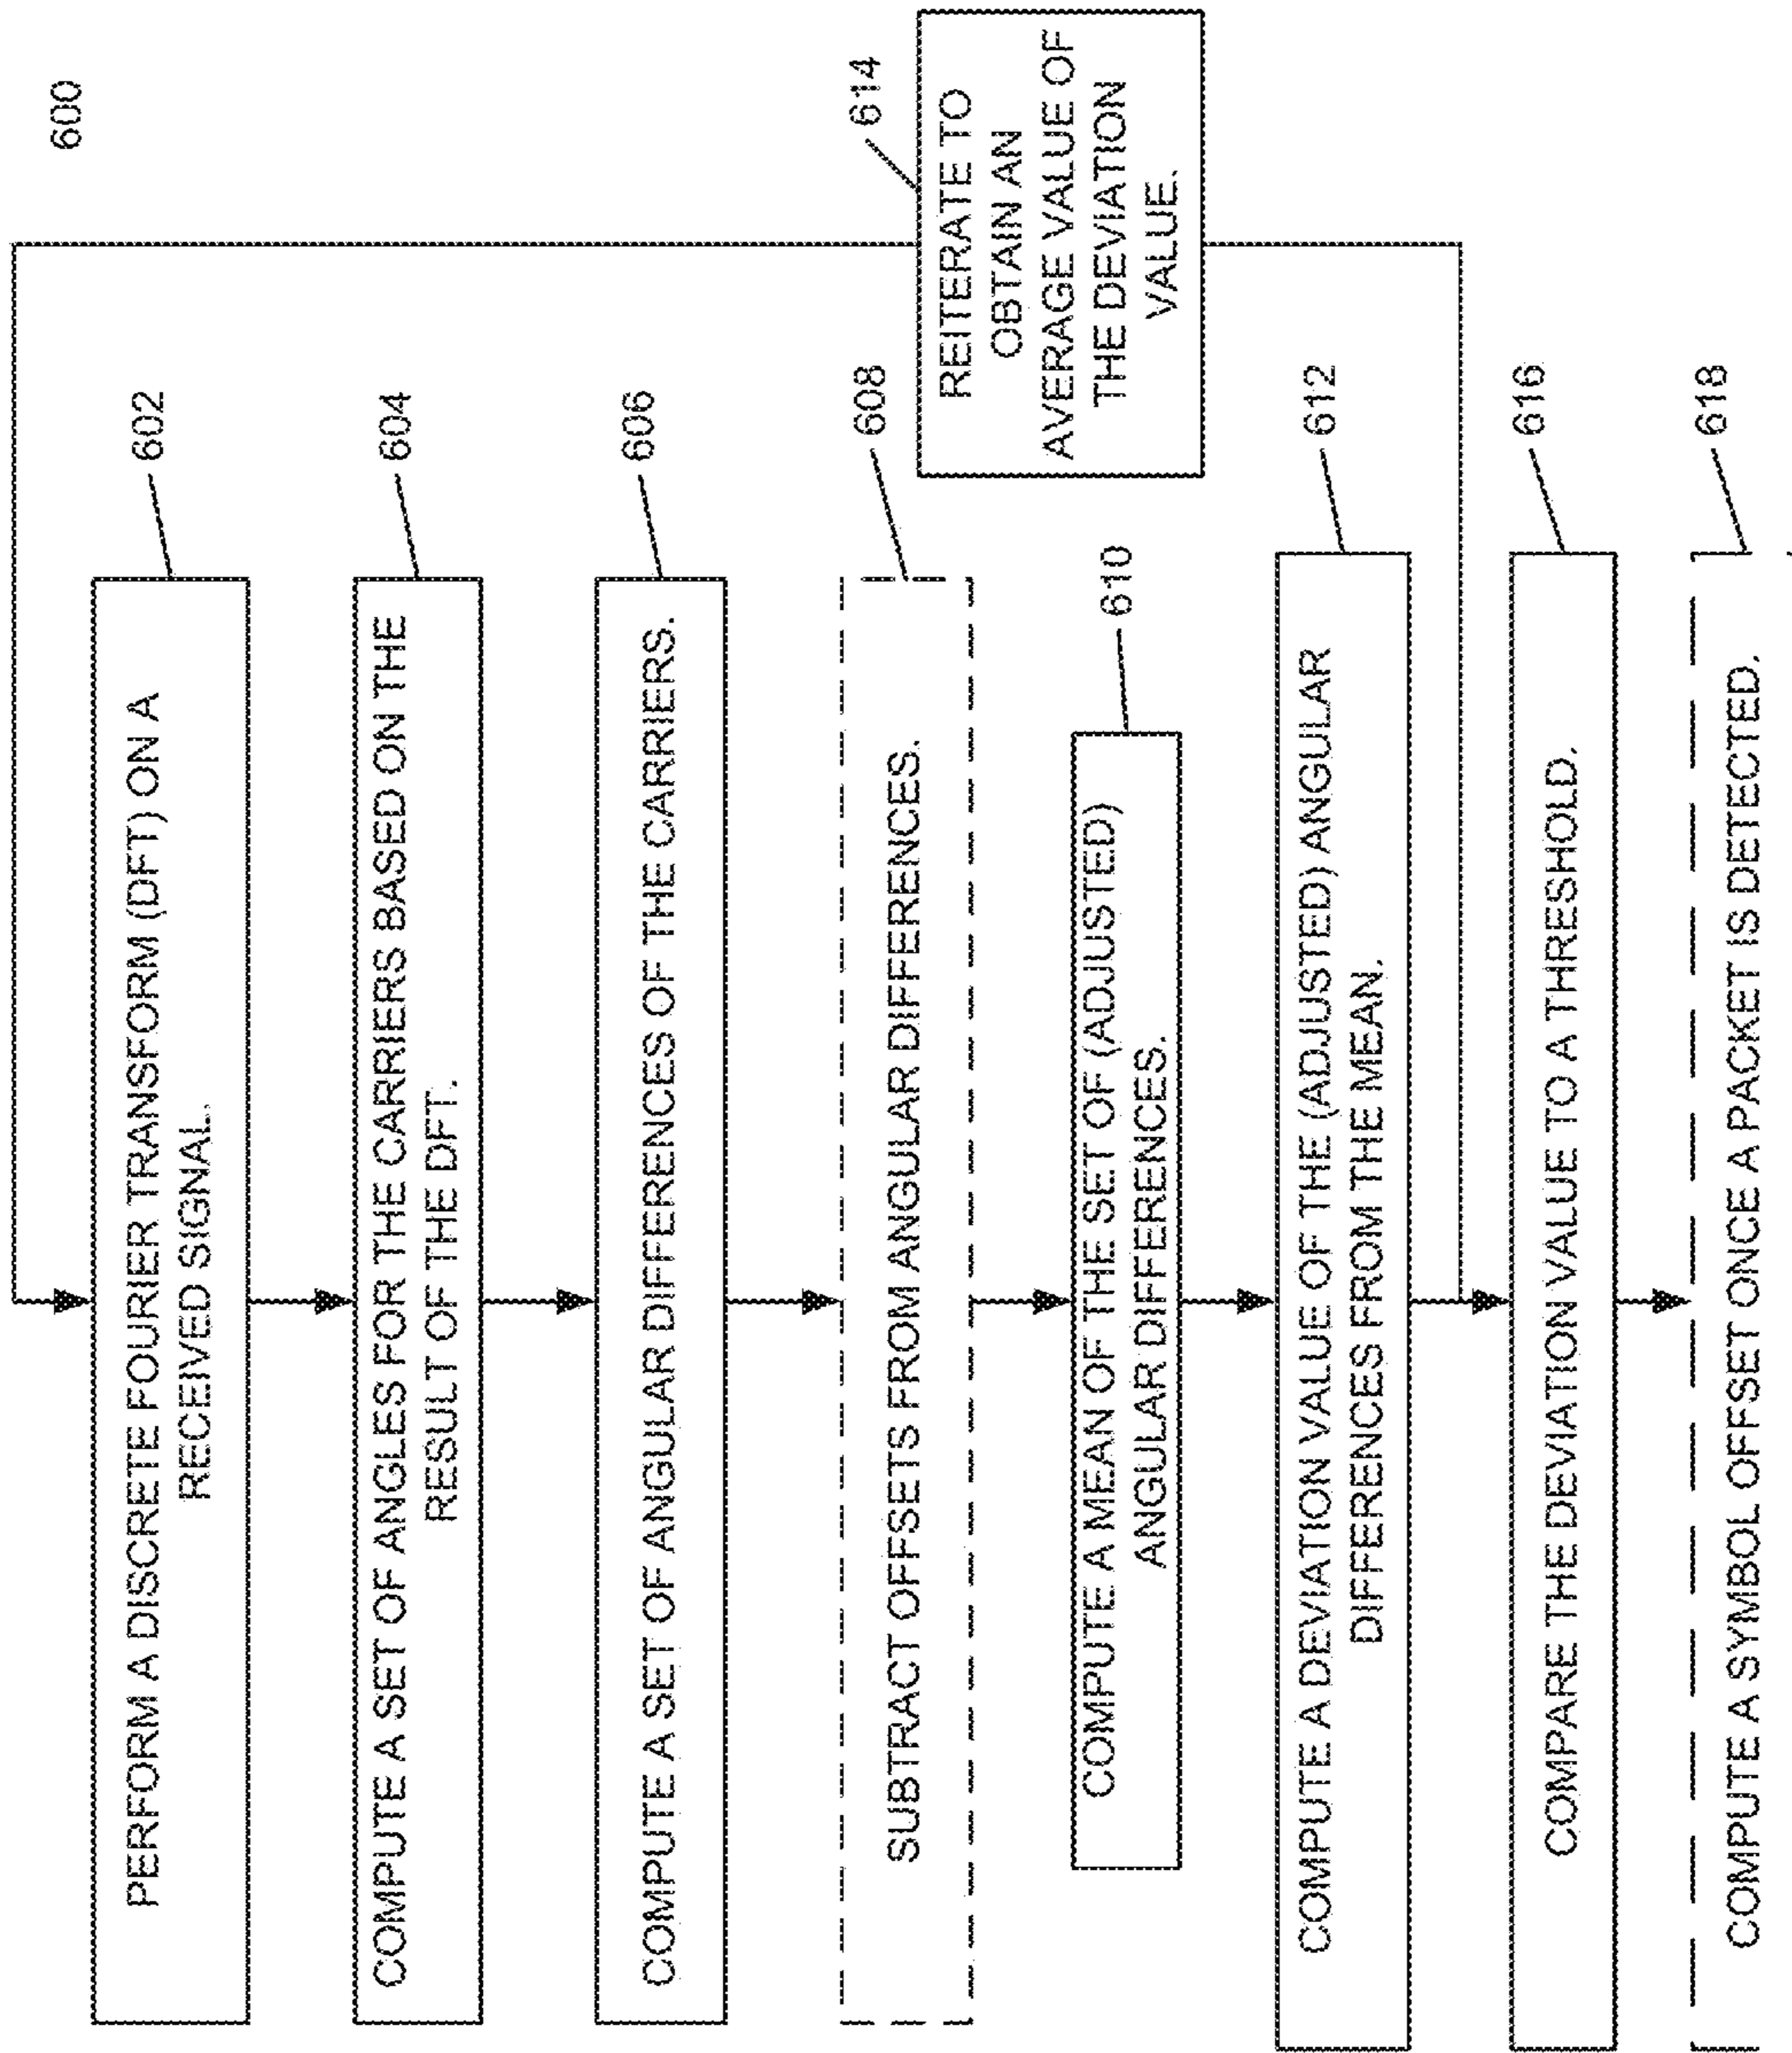 600
PERFORM A DISCRETE FOURIER TRANSFORM (DFT) ON A
RECEIVED SIGNAL.
602
COMPUTE A SET OF ANGLES FOR THE CARRIERS BASED ON THE
RESULT OF THE DFT.
604
COMPUTE A SET OF ANGULAR DIFFERENCES OF THE CARRIERS.
606
SUBTRACT OFFSETS FROM ANGULAR DIFFERENCES.
608
COMPUTE A MEAN OF THE SET OF (ADJUSTED)
ANGULAR DIFFERENCES.
610
COMPUTE A DEVIATION VALUE OF THE (ADJUSTED) ANGULAR
DIFFERENCES FROM THE MEAN.
612
REITERATE TO
OBTAIN AN
AVERAGE VALUE OF
THE DEVIATION
VALUE.
614
COMPARE THE DEVIATION VALUE TO A THRESHOLD.
616
COMPUTE A SYMBOL OFFSET ONCE A PACKET IS DETECTED.
618